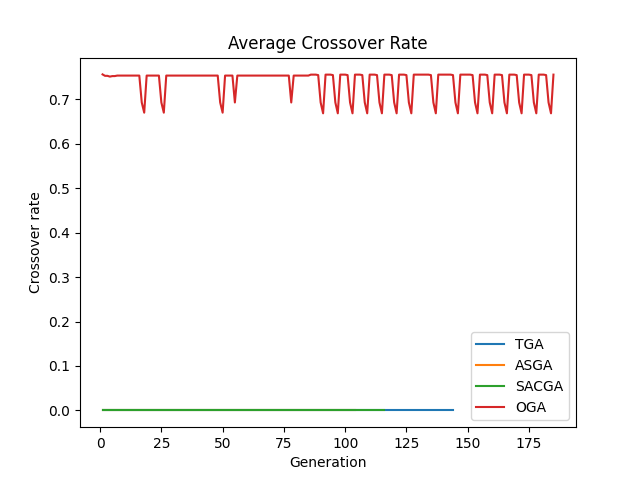 Average Crossover Rate
Crossover rate
0.7
0.6
0.5
0.4
0.3
0.2
0.1
0.0
TGA
ASGA
SACGA
OGA
0 25 50 75 100 125 150 175
Generation